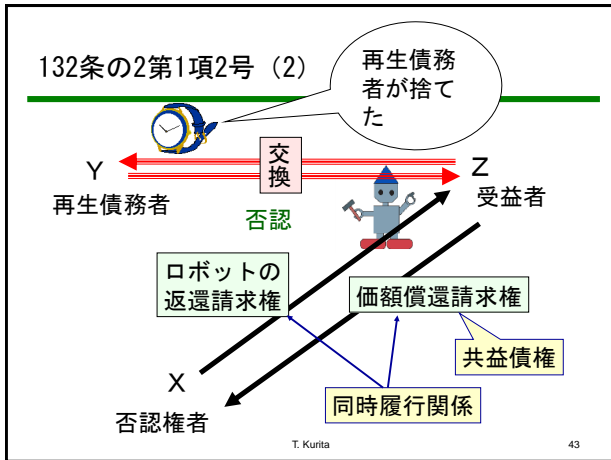 132条の2第1項2号（2）
再生債務
者が捨て
た
交
換
Y
再生債務者
Z
受益者
否認
ロボットの
返還請求権
価額償還請求権
共益債権
X
否認権者
同時履行関係
T. Kurita
43